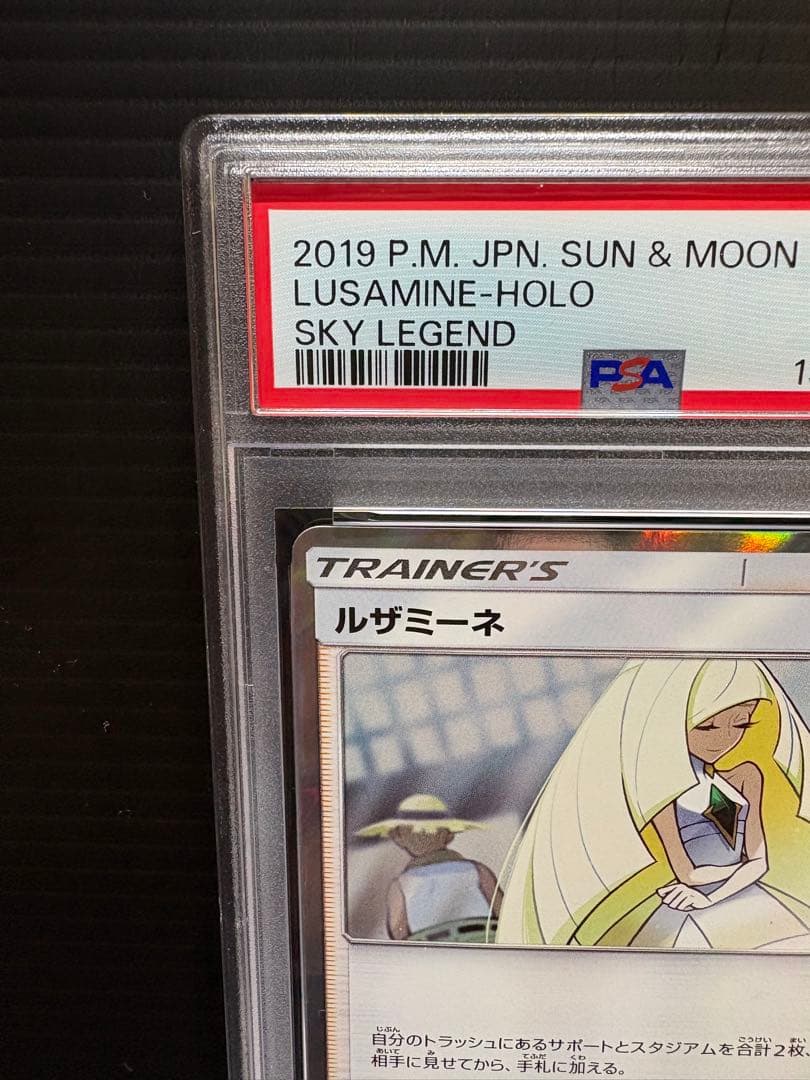 2019 P.M. JPN. SUN & MOON
LUSAMINE-HOLO
SKY LEGEND
PSA
TRAINER'S
ルザミーネ
自分のトラッシュにあるサポートとスタジアムを合計2枚、
相手に見せてから、手札に加える。